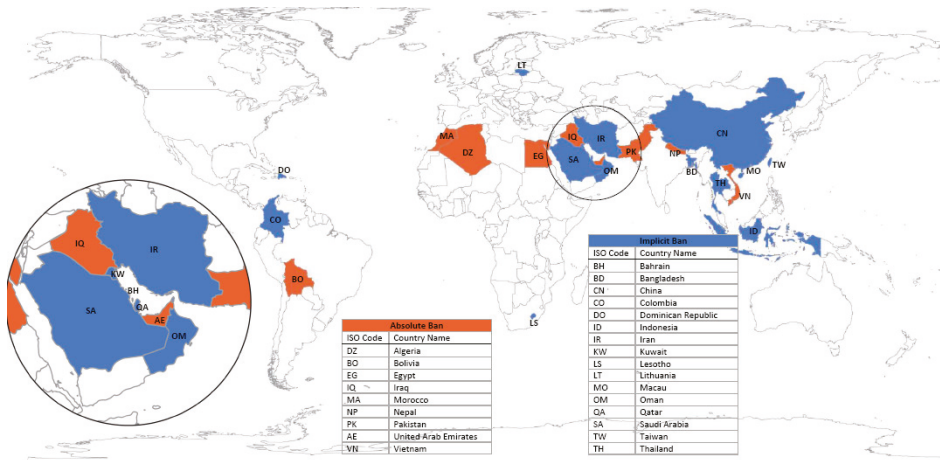 LT
MA
DZ
EG
IQ
IR
SA
OM
PK
NP
CN
BD
MO
TW
TH
VN
ID
DO
CO
BO
LS
IQ
IR
KW
BH
QA
SA
AE
OM
Absolute Ban
ISO Code Country Name
DZ Algeria
BO Bolivia
EG Egypt
IQ Iraq
MA Morocco
NP Nepal
PK Pakistan
AE United Arab Emirates
VN Vietnam
Implicit Ban
ISO Code Country Name
BH Bahrain
BD Bangladesh
CN China
CO Colombia
DO Dominican Republic
ID Indonesia
IR Iran
KW Kuwait
LS Lesotho
LT Lithuania
MO Macau
OM Oman
QA Qatar
SA Saudi Arabia
TW Taiwan
TH Thailand